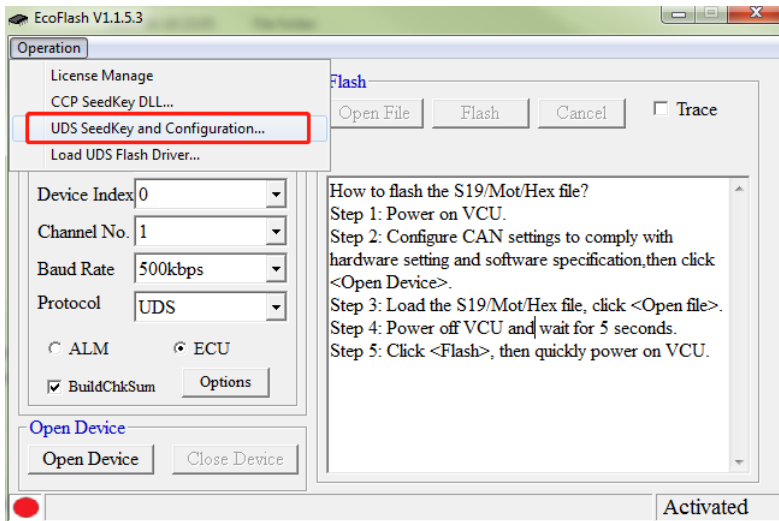 EcoFlash V1.1.5.3
Operation
License Manage
CCP SeedKey DLL...
UDS SeedKey and Configuration...
Load UDS Flash Driver...
Device Index 0
Channel No. 1
Baud Rate 500kbps
Protocol UDS
ALM ECU
BuildChkSum Options
Open Device
Open Device Close Device
Flash
Open File Flash Cancel Trace
How to flash the S19/Mot/Hex file?
Step 1: Power on VCU.
Step 2: Configure CAN settings to comply with
hardware setting and software specification,then click
<Open Device>.
Step 3: Load the S19/Mot/Hex file, click <Open file>.
Step 4: Power off VCU and wait for 5 seconds.
Step 5: Click <Flash>, then quickly power on VCU.
Activated